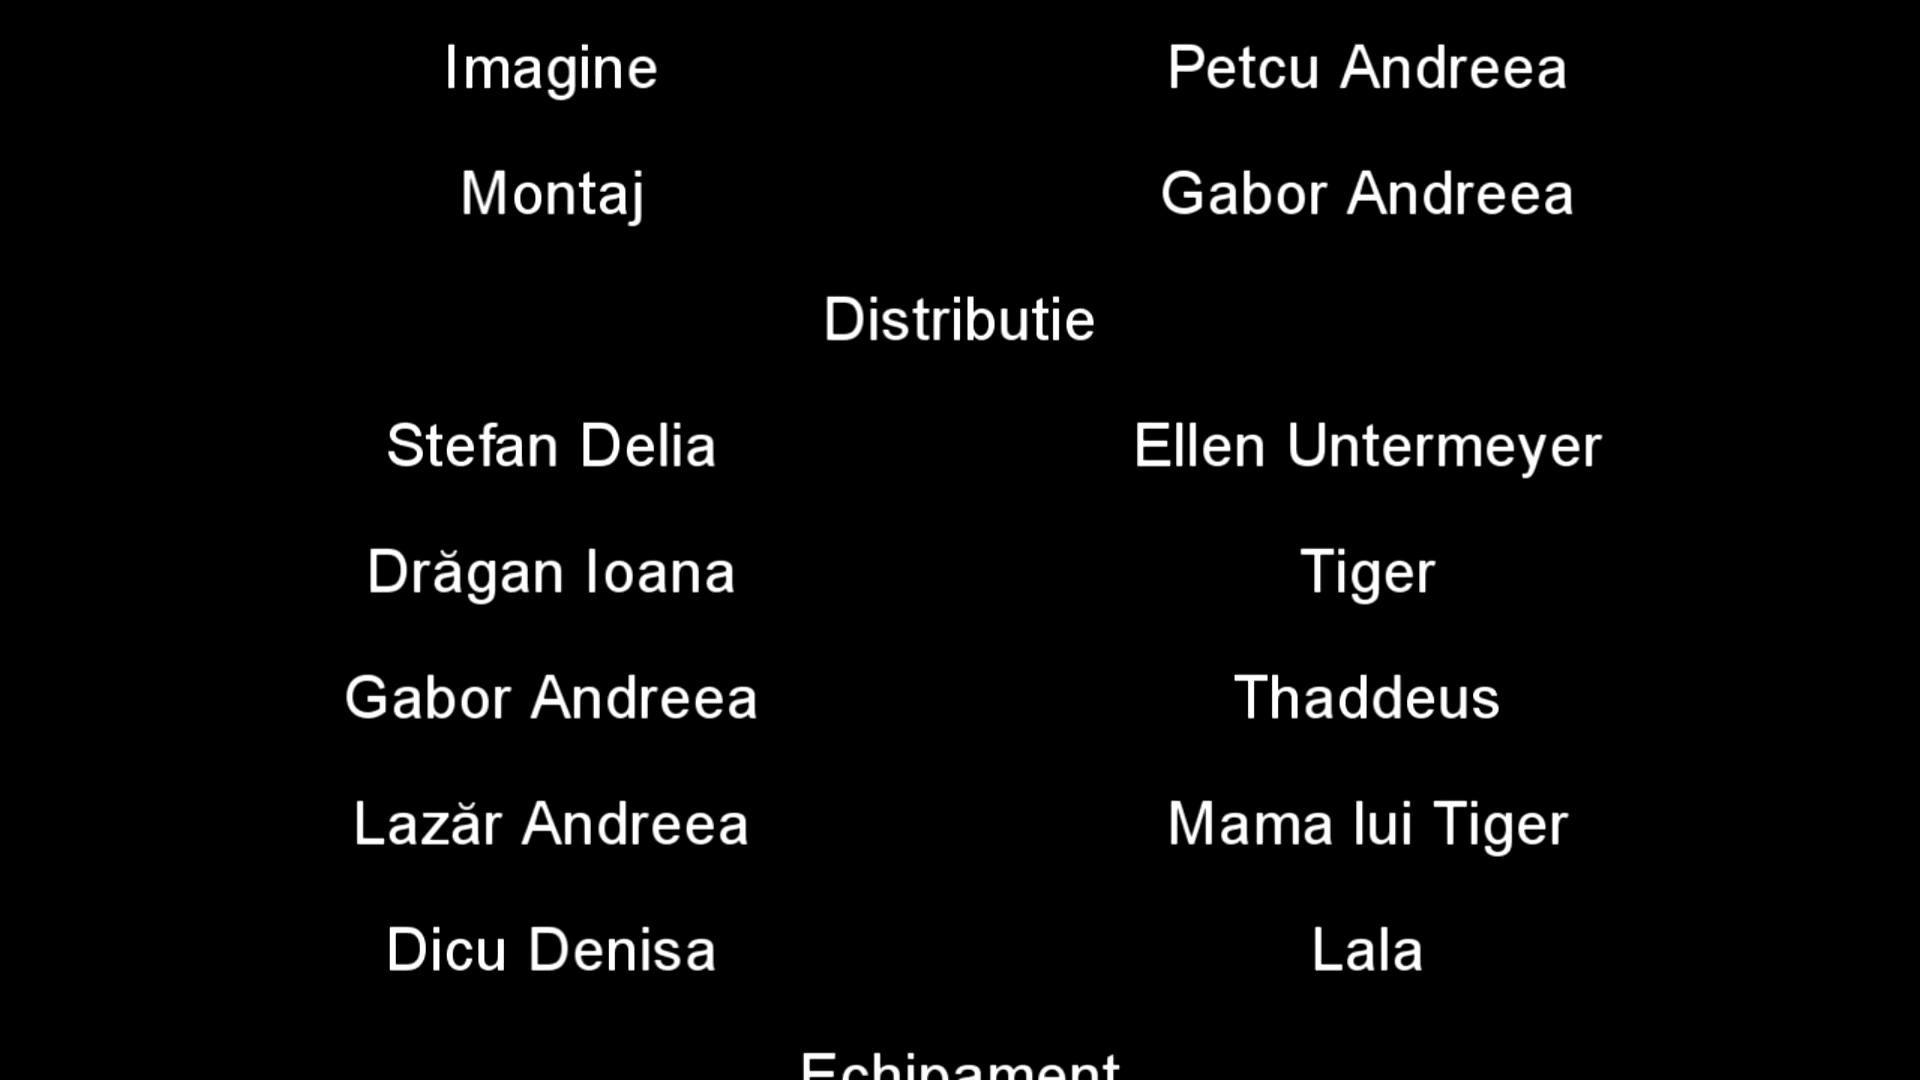 Imagine Petcu Andreea
Montaj Gabor Andreea
Distributie
Stefan Delia Ellen Untermeyer
Drăgan Ioana Tiger
Gabor Andreea Thaddeus
Lazăr Andreea Mama lui Tiger
Dicu Denisa Lala
Echipament